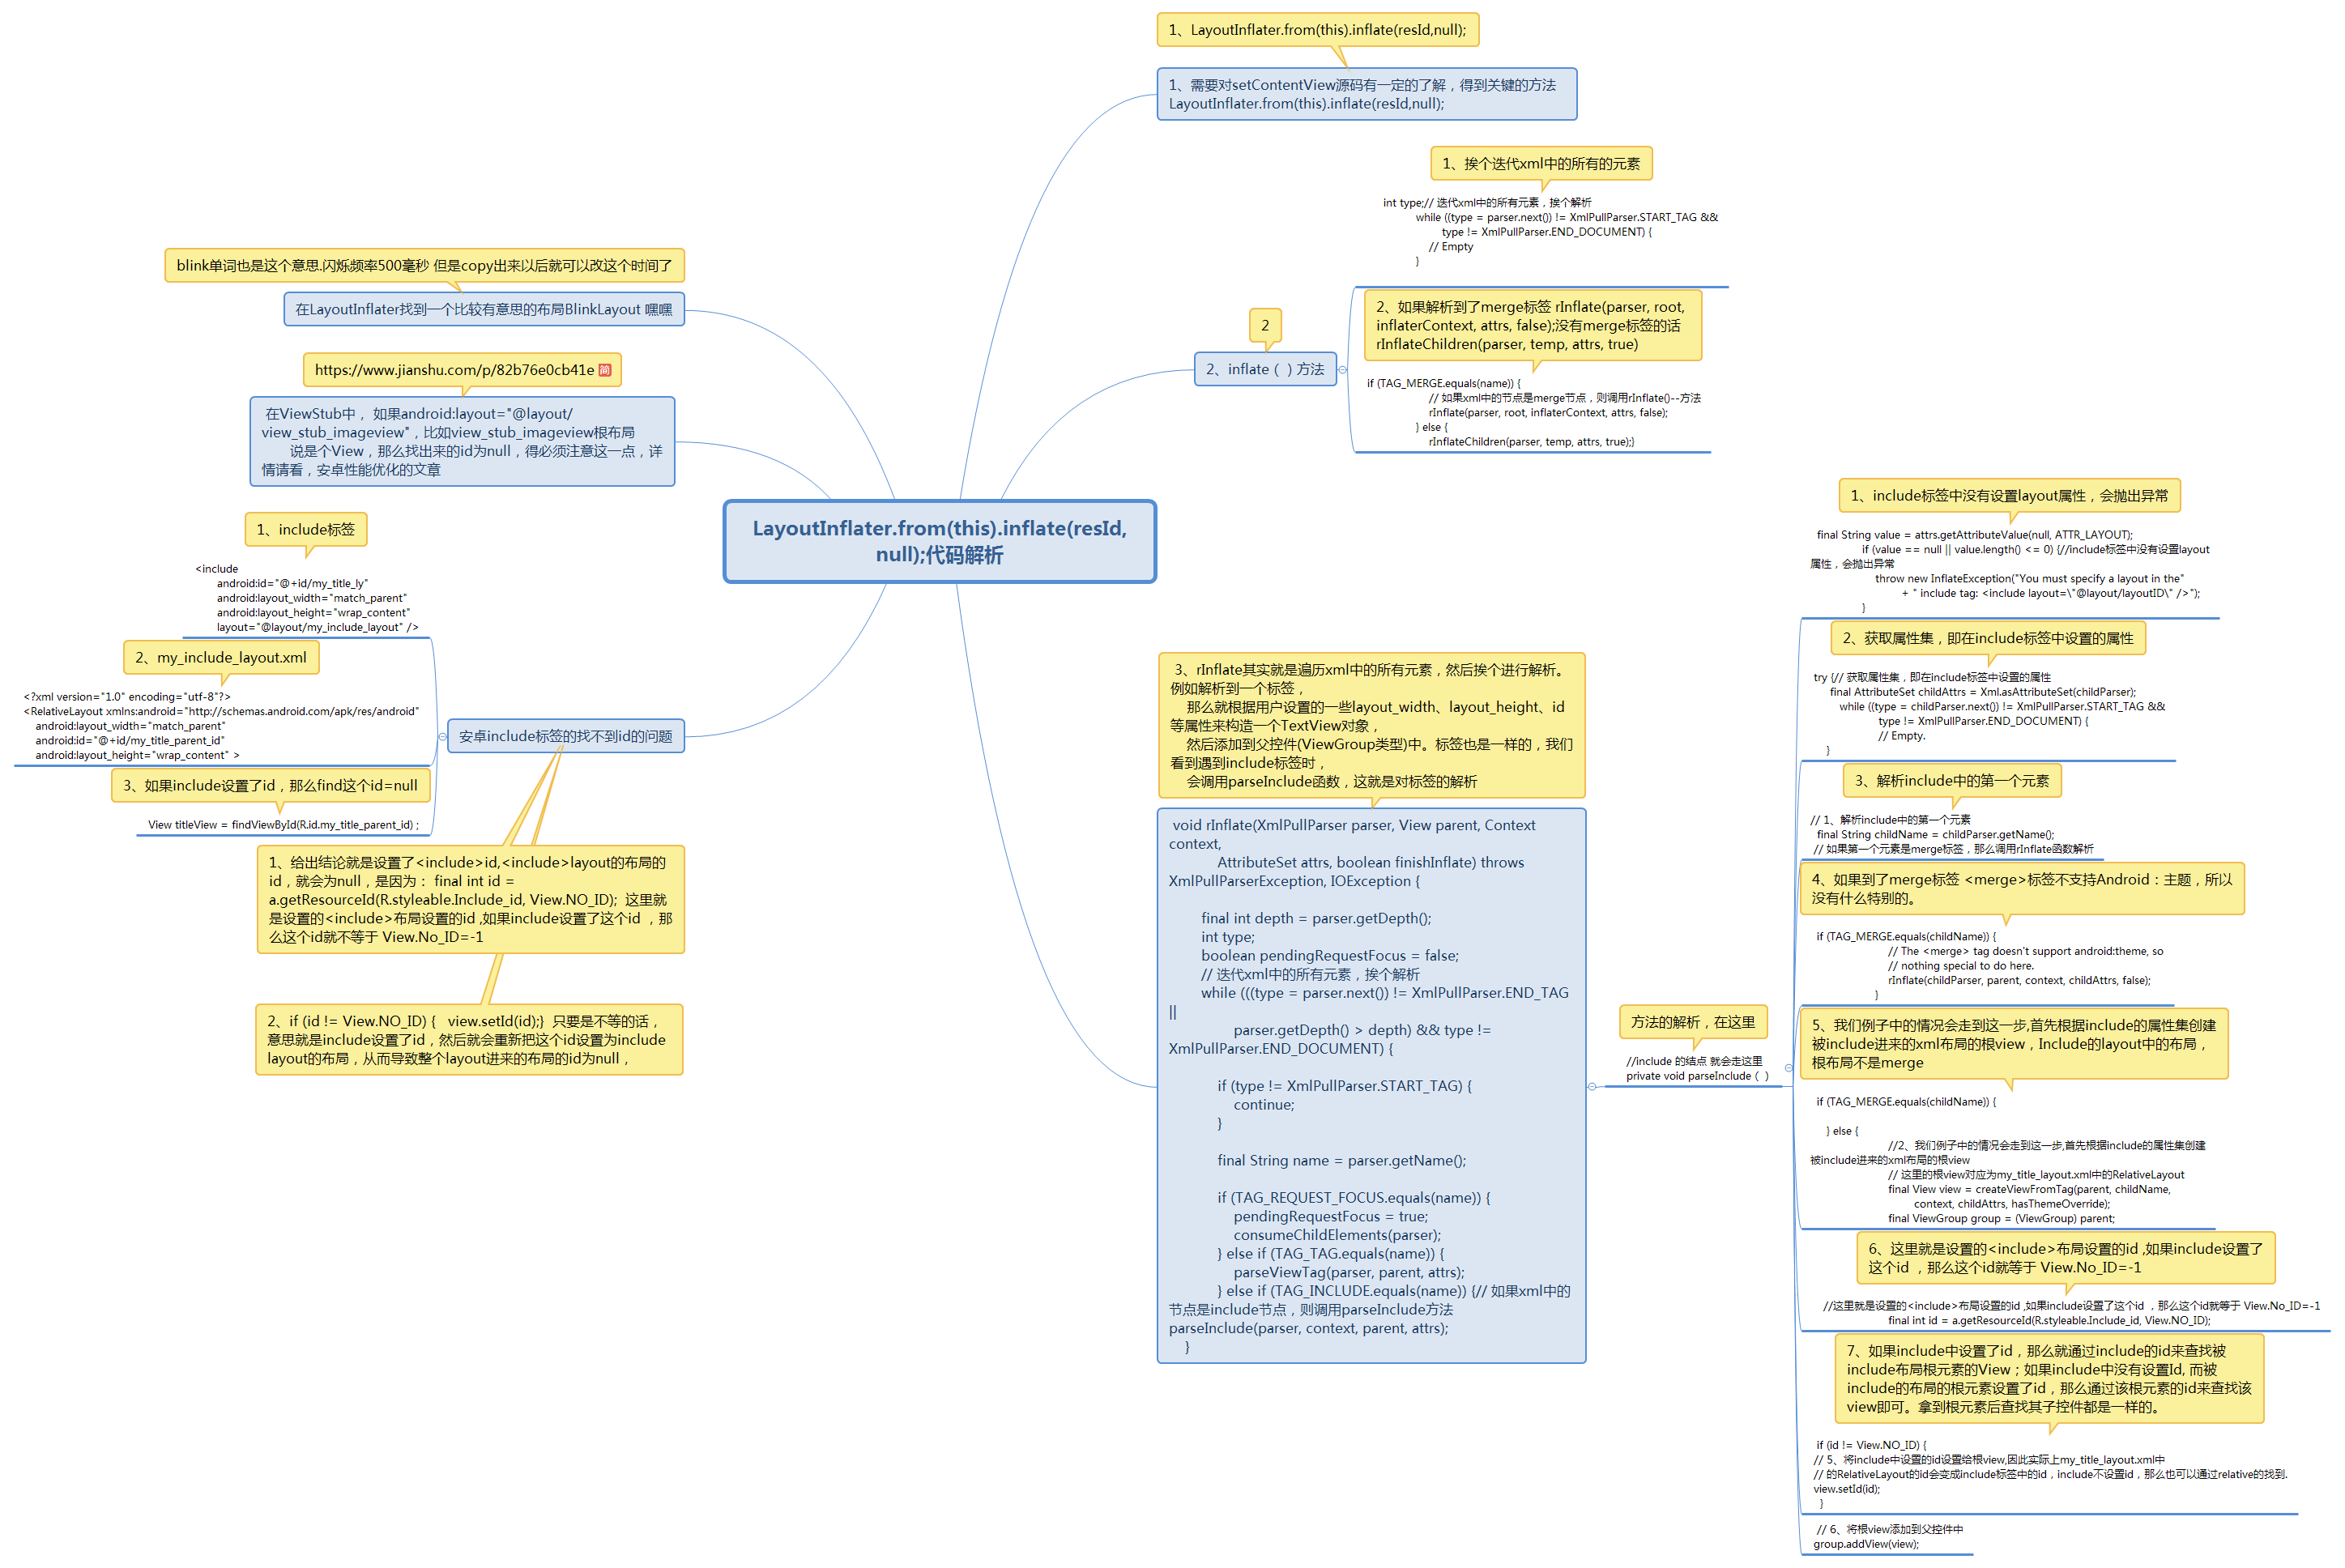 LayoutInflater.from(this).inflate(resId,
null);代码解析
1、LayoutInflater.from(this).inflate(resId,null);
1、需要对setContentView源码有一定的了解，得到关键的方法
LayoutInflater.from(this).inflate(resId,null);
2
2、inflate（ ）方法
1、挨个迭代xml中的所有的元素
int type;// 迭代xml中的所有元素，挨个解析
while ((type = parser.next()) != XmlPullParser.START_TAG &&
type != XmlPullParser.END_DOCUMENT) {
// Empty
}
2、如果解析到了merge标签 rInflate(parser, root,
inflaterContext, attrs, false);没有merge标签的话
rInflateChildren(parser, temp, attrs, true)
if (TAG_MERGE.equals(name)) {
// 如果xml中的节点是merge节点，则调用rInflate()--方法
rInflate(parser, root, inflaterContext, attrs, false);
} else {
rInflateChildren(parser, temp, attrs, true);}
3、rInflate其实就是遍历xml中的所有元素，然后挨个进行解析。
例如解析到一个标签，
那么就根据用户设置的一些layout_width、layout_height、id
等属性来构造一个TextView对象，
然后添加到父控件(ViewGroup类型)中。标签也是一样的，我们
看到遇到include标签时，
会调用parseInclude函数，这就是对标签的解析
void rInflate(XmlPullParser parser, View parent, Context
context,
AttributeSet attrs, boolean finishInflate) throws
XmlPullParserException, IOException {
final int depth = parser.getDepth();
int type;
boolean pendingRequestFocus = false;
// 迭代xml中的所有元素，挨个解析
while (((type = parser.next()) != XmlPullParser.END_TAG
||
parser.getDepth() > depth) && type !=
XmlPullParser.END_DOCUMENT) {
if (type != XmlPullParser.START_TAG) {
continue;
}
final String name = parser.getName();
if (TAG_REQUEST_FOCUS.equals(name)) {
pendingRequestFocus = true;
consumeChildElements(parser);
} else if (TAG_TAG.equals(name)) {
parseViewTag(parser, parent, attrs);
} else if (TAG_INCLUDE.equals(name)) {// 如果xml中的
节点是include节点，则调用parseInclude方法
parseInclude(parser, context, parent, attrs);
}
方法的解析，在这里
//include 的结点 就会走这里
private void parseInclude（ ）
1、include标签中没有设置layout属性，会抛出异常
final String value = attrs.getAttributeValue(null, ATTR_LAYOUT);
if (value == null || value.length() <= 0) {//include标签中没有设置layout
属性，会抛出异常
throw new InflateException("You must specify a layout in the"
+ " include tag: <include layout=\"@layout/layoutID\" />");
}
2、获取属性集，即在include标签中设置的属性
try {// 获取属性集，即在include标签中设置的属性
final AttributeSet childAttrs = Xml.asAttributeSet(childParser);
while ((type = childParser.next()) != XmlPullParser.START_TAG &&
type != XmlPullParser.END_DOCUMENT) {
// Empty.
}
3、解析include中的第一个元素
// 1、解析include中的第一个元素
final String childName = childParser.getName();
// 如果第一个元素是merge标签，那么调用rInflate函数解析
4、如果到了merge标签 <merge>标签不支持Android：主题，所以
没有什么特别的。
if (TAG_MERGE.equals(childName)) {
// The <merge> tag doesn't support android:theme, so
// nothing special to do here.
rInflate(childParser, parent, context, childAttrs, false);
}
5、我们例子中的情况会走到这一步,首先根据include的属性集创建
被include进来的xml布局的根view，Include的layout中的布局，
根布局不是merge
if (TAG_MERGE.equals(childName)) {
} else {
//2、我们例子中的情况会走到这一步,首先根据include的属性集创建
被include进来的xml布局的根view
// 这里的根view对应为my_title_layout.xml中的RelativeLayout
final View view = createViewFromTag(parent, childName,
context, childAttrs, hasThemeOverride);
final ViewGroup group = (ViewGroup) parent;
6、这里就是设置的<include>布局设置的id ,如果include设置了
这个id ，那么这个id就等于 View.No_ID=-1
//这里就是设置的<include>布局设置的id ,如果include设置了这个id ，那么这个id就等于 View.No_ID=-1
final int id = a.getResourceId(R.styleable.Include_id, View.NO_ID);
7、如果include中设置了id，那么就通过include的id来查找被
include布局根元素的View；如果include中没有设置Id, 而被
include的布局的根元素设置了id，那么通过该根元素的id来查找该
view即可。拿到根元素后查找其子控件都是一样的。
if (id != View.NO_ID) {
// 5、将include中设置的id设置给根view,因此实际上my_title_layout.xml中
// 的RelativeLayout的id会变成include标签中的id，include不设置id，那么也可以通过relative的找到.
view.setId(id);
}
// 6、将根view添加到父控件中
group.addView(view);
blink单词也是这个意思.闪烁频率500毫秒 但是copy出来以后就可以改这个时间了
在LayoutInflater找到一个比较有意思的布局BlinkLayout 嘿嘿
https://www.jianshu.com/p/82b76e0cb41e 简
在ViewStub中， 如果android:layout="@layout/
view_stub_imageview"，比如view_stub_imageview根布局
说是个View，那么找出来的id为null，得必须注意这一点，详
情请看，安卓性能优化的文章
安卓include标签的找不到id的问题
1、include标签
<include
android:id="@+id/my_title_ly"
android:layout_width="match_parent"
android:layout_height="wrap_content"
layout="@layout/my_include_layout" />
2、my_include_layout.xml
<?xml version="1.0" encoding="utf-8"?>
<RelativeLayout xmlns:android="http://schemas.android.com/apk/res/android"
android:layout_width="match_parent"
android:id="@+id/my_title_parent_id"
android:layout_height="wrap_content" >
3、如果include设置了id，那么find这个id=null
View titleView = findViewById(R.id.my_title_parent_id) ;
1、给出结论就是设置了<include>id,<include>layout的布局的
id，就会为null，是因为： final int id =
a.getResourceId(R.styleable.Include_id, View.NO_ID);  这里就
是设置的<include>布局设置的id ,如果include设置了这个id ，那
么这个id就不等于 View.No_ID=-1
2、if (id != View.NO_ID) {   view.setId(id);}  只要是不等的话，
意思就是include设置了id，然后就会重新把这个id设置为include
layout的布局，从而导致整个layout进来的布局的id为null，